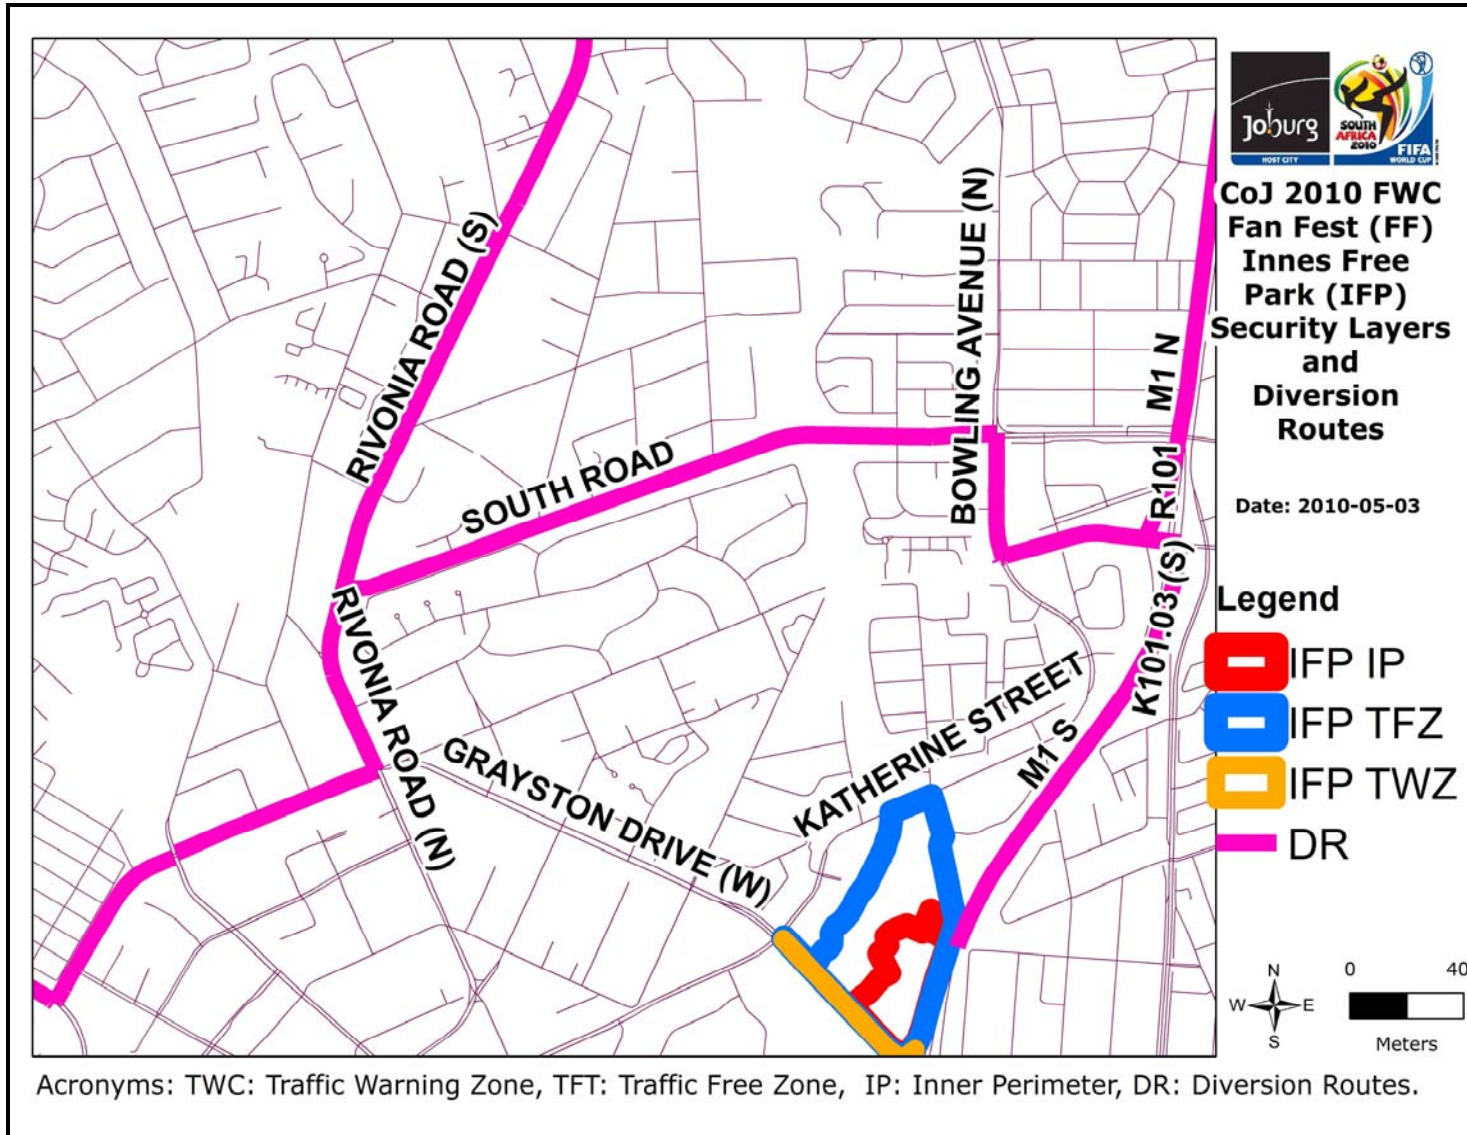 Joburg
HOST CITY
SOUTH
AFRICA
2010
FIFA
WORLD CUP
CoJ 2010 FWC
Fan Fest (FF)
Innes Free
Park (IFP)
Security Layers
and
Diversion
Routes
Date: 2010-05-03
Legend
IFP IP
IFP TFZ
IFP TWZ
DR
N
W E
S
0 40
Meters
RIVONIA ROAD (S)
SOUTH ROAD
BOWLING AVENUE (N)
R101 M1 N
K101.03 (S)
M1 S
KATHERINE STREET
RIVONIA ROAD (N)
GRAYSTON DRIVE (W)
Acronyms: TWC: Traffic Warning Zone, TFT: Traffic Free Zone, IP: Inner Perimeter, DR: Diversion Routes.